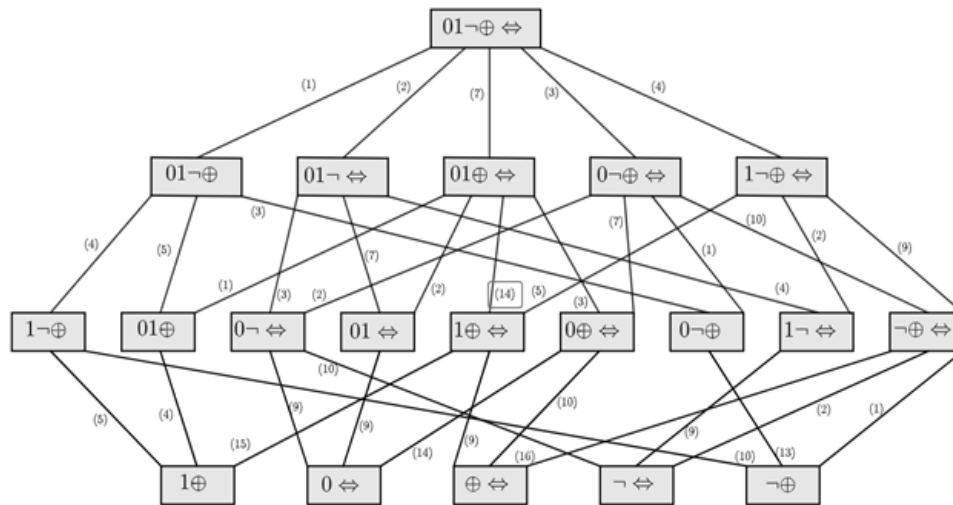 01¬⊕ ⇔
(1) (2) (7) (3) (4)
01¬⊕ 01¬ ⇔ 01⊕ ⇔ 0¬⊕ ⇔ 1¬⊕ ⇔
(3) (7) (10)
(4) (5) (7) (1) (2) (9)
(1) (3) (2) (2) (14) (5) (3) (4)
1¬⊕ 01⊕ 0¬ ⇔ 01 ⇔ 1⊕ ⇔ 0⊕ ⇔ 0¬⊕ 1¬ ⇔ ¬⊕ ⇔
(10)
(5) (4) (9) (9) (10) (9) (2) (1)
(15) (14) (9) (16) (10) (13)
1⊕ 0 ⇔ ⊕ ⇔ ¬ ⇔ ¬⊕